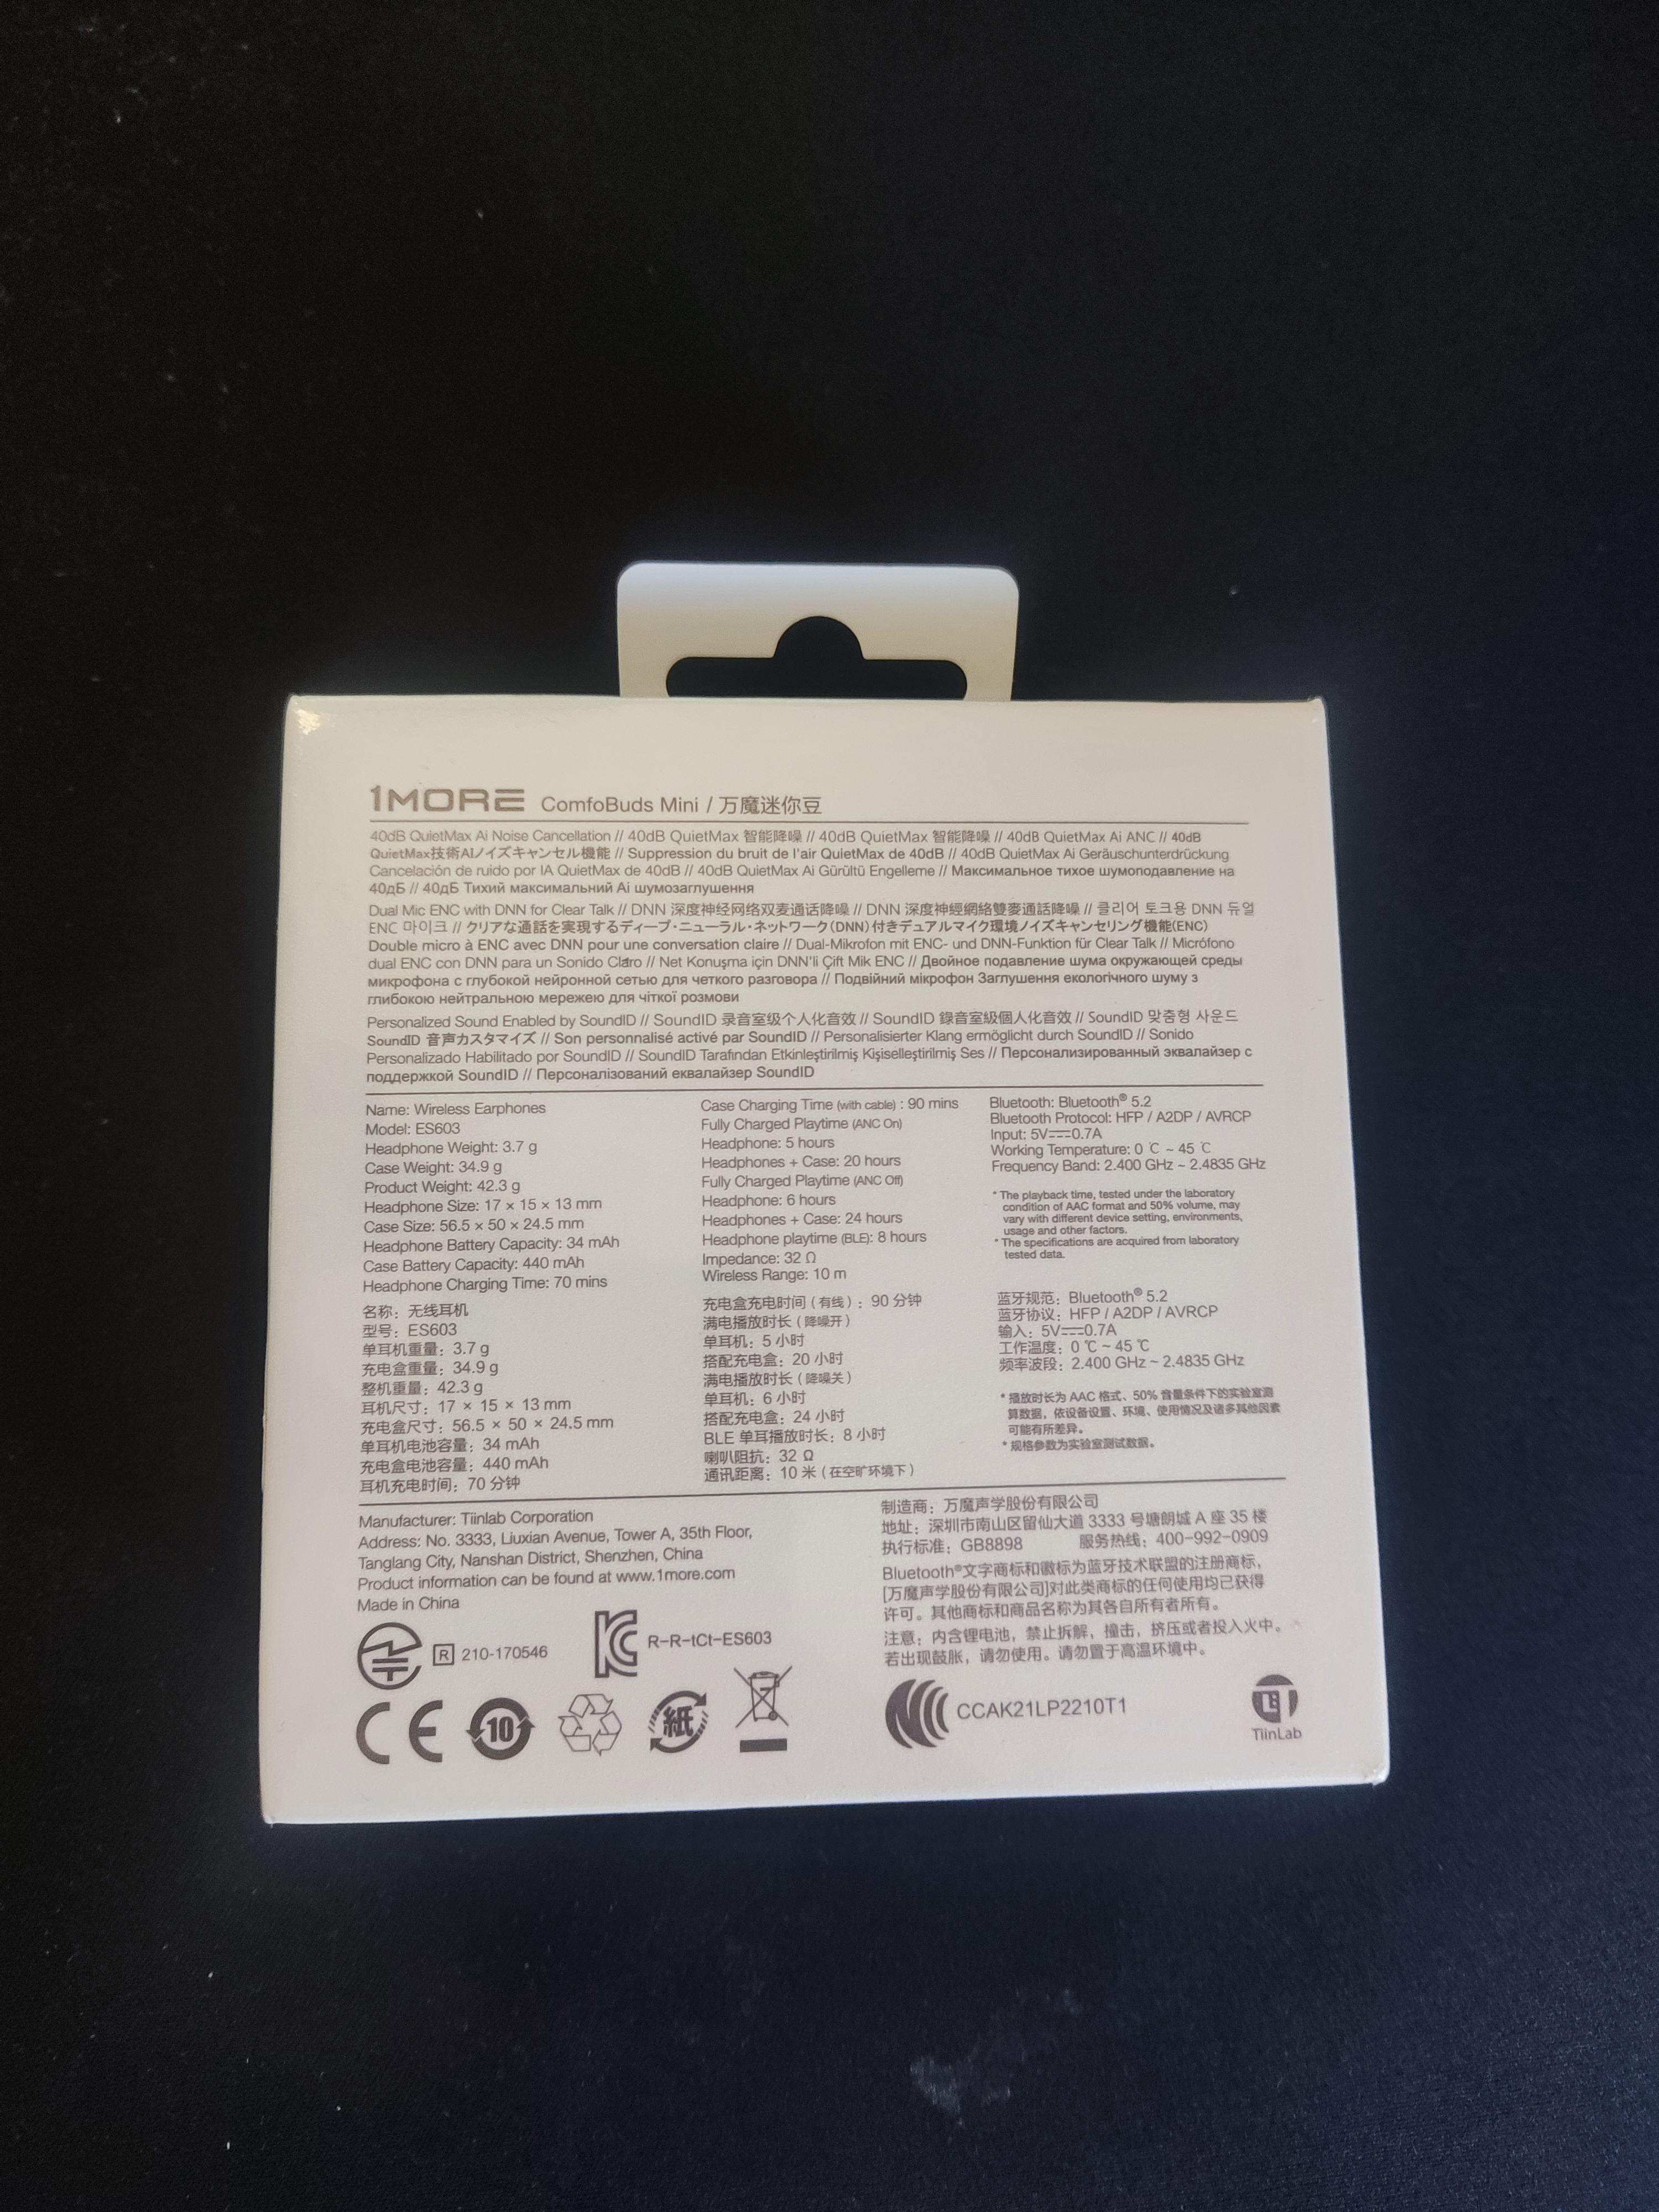 1MORE ComfoBuds Mini / 万魔迷你豆
40dB QuietMax Ai Noise Cancellation // 40dB QuietMax 智能降噪 // 40dB QuietMax 智能降噪 // 40dB QuietMax Ai ANC // 40dB
QuietMax技術AIノイズキャンセル機能 // Suppression du bruit de l'air QuietMax de 40dB // 40dB QuietMax Ai Geräuschunterdrückung
Cancelación de ruido por IA QuietMax de 40dB // 40dB QuietMax Ai Gürültü Engelleme // Максимальное тихое шумоподавление на
40дБ // 40дБ Тихий максимальний Ai шумозаглушення
Dual Mic ENC with DNN for Clear Talk // DNN 深度神经网络双麦通话降噪 // DNN 深度神經網絡雙麥通話降噪 // 클리어 토크용 DNN 듀얼
ENC 마이크 // クリアな通話を実現するディープ・ニューラル・ネットワーク(DNN)付きデュアルマイク環境ノイズキャンセリング機能(ENC)
Double micro à ENC avec DNN pour une conversation claire // Dual-Mikrofon mit ENC- und DNN-Funktion für Clear Talk // Micrófono
dual ENC con DNN para un Sonido Claro // Net Konuşma için DNN'li Çift Mik ENC // Двойное подавление шума окружающей среды
микрофона с глубокой нейронной сетью для четкого разговора // Подвійний мікрофон Заглушення екологічного шуму з
глибокою нейтральною мережею для чіткої розмови
Personalized Sound Enabled by SoundID // SoundID 录音室级个人化音效 // SoundID 錄音室級個人化音效 // SoundID 맞춤형 사운드
SoundID 音声カスタマイズ // Son personnalisé activé par SoundID // Personalisierter Klang ermöglicht durch SoundID // Sonido
Personalizado Habilitado por SoundID // SoundID Tarafından Etkinleştirilmiş Kişiselleştirilmiş Ses // Персонализированный эквалайзер с
поддержкой SoundID // Персоналізований еквалайзер SoundID
Name: Wireless Earphones
Model: ES603
Headphone Weight: 3.7 g
Case Weight: 34.9 g
Product Weight: 42.3 g
Headphone Size: 17 × 15 × 13 mm
Case Size: 56.5 × 50 × 24.5 mm
Headphone Battery Capacity: 34 mAh
Case Battery Capacity: 440 mAh
Headphone Charging Time: 70 mins
名称：无线耳机
型号：ES603
单耳机重量：3.7 g
充电盒重量：34.9 g
整机重量：42.3 g
耳机尺寸：17 × 15 × 13 mm
充电盒尺寸：56.5 × 50 × 24.5 mm
单耳机电池容量：34 mAh
充电盒电池容量：440 mAh
耳机充电时间：70 分钟
Case Charging Time (with cable) : 90 mins
Fully Charged Playtime (ANC On)
Headphone: 5 hours
Headphones + Case: 20 hours
Fully Charged Playtime (ANC Off)
Headphone: 6 hours
Headphones + Case: 24 hours
Headphone playtime (BLE): 8 hours
Impedance: 32 Ω
Wireless Range: 10 m
充电盒充电时间（有线）：90 分钟
满电播放时长（降噪开）
单耳机：5 小时
搭配充电盒：20 小时
满电播放时长（降噪关）
单耳机：6 小时
搭配充电盒：24 小时
BLE 单耳播放时长：8 小时
喇叭阻抗：32 Ω
通讯距离：10 米（在空旷环境下）
Bluetooth: Bluetooth® 5.2
Bluetooth Protocol: HFP / A2DP / AVRCP
Input: 5V⎓0.7A
Working Temperature: 0 ℃ ~ 45 ℃
Frequency Band: 2.400 GHz ~ 2.4835 GHz
* The playback time, tested under the laboratory
condition of AAC format and 50% volume, may
vary with different device setting, environments,
usage and other factors.
* The specifications are acquired from laboratory
tested data.
蓝牙规范：Bluetooth® 5.2
蓝牙协议：HFP / A2DP / AVRCP
输入：5V⎓0.7A
工作温度：0 ℃ ~ 45 ℃
频率波段：2.400 GHz ~ 2.4835 GHz
* 播放时长为 AAC 格式、50% 音量条件下的实验室测
算数据，依设备设置、环境、使用情况及诸多其他因素
可能有所差异。
* 规格参数为实验室测试数据。
Manufacturer: Tiinlab Corporation
Address: No. 3333, Liuxian Avenue, Tower A, 35th Floor,
Tanglang City, Nanshan District, Shenzhen, China
Product information can be found at www.1more.com
Made in China
R 210-170546
R-R-tCt-ES603
CE 10 紙
制造商：万魔声学股份有限公司
地址：深圳市南山区留仙大道 3333 号塘朗城 A 座 35 楼
执行标准：GB8898 服务热线：400-992-0909
Bluetooth®文字商标和徽标为蓝牙技术联盟的注册商标，
[万魔声学股份有限公司]对此类商标的任何使用均已获得
许可。其他商标和商品名称为其各自所有者所有。
注意：内含锂电池，禁止拆解，撞击，挤压或者投入火中。
若出现鼓胀，请勿使用。请勿置于高温环境中。
CCAK21LP2210T1
TiinLab